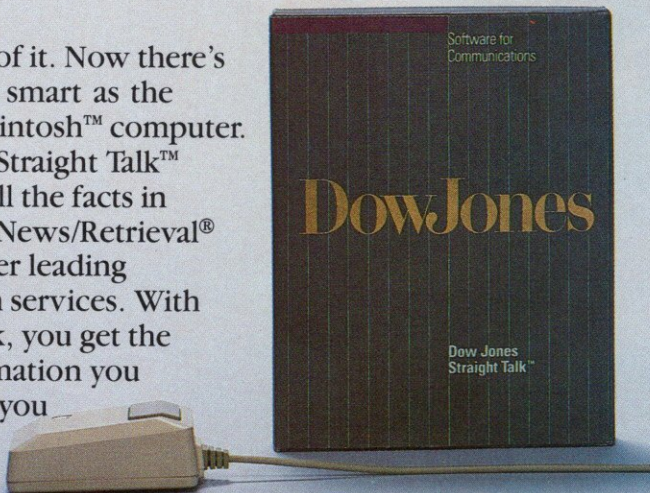 of it. Now there's
smart as the
intosh™ computer.
Straight Talk™
ll the facts in
News/Retrieval®
er leading
n services. With
k, you get the
mation you
you
Software for
Communications
DowJones
Dow Jones
Straight Talk™